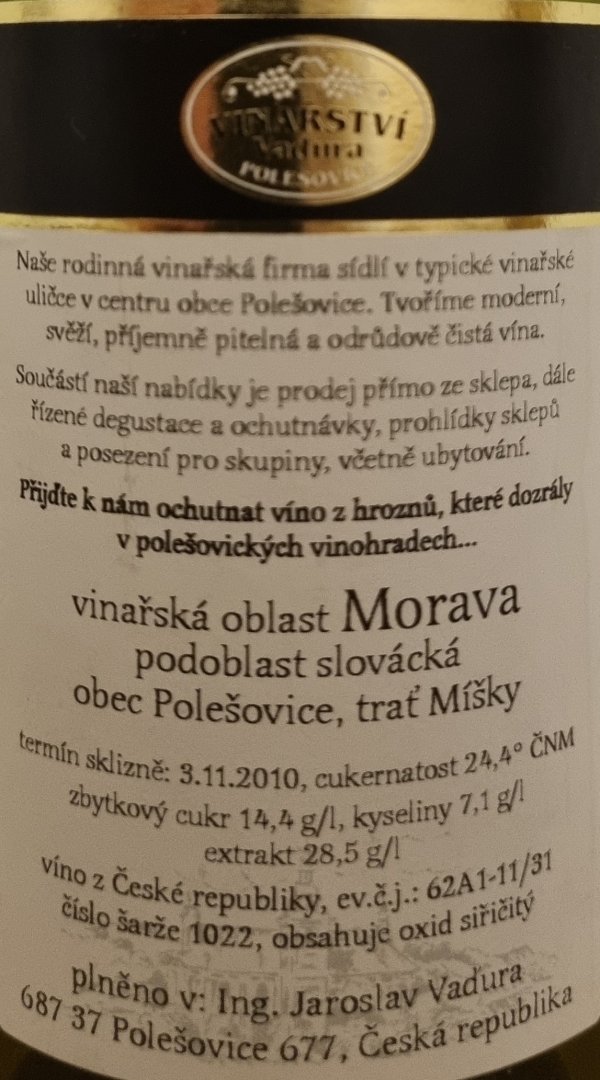 VINAŘSTVÍ
Vaďura
POLEŠOVICE
Naše rodinná vinařská firma sídlí v typické vinařské
uličce v centru obce Polešovice. Tvoříme moderní,
svěží, příjemně pitelná a odrůdově čistá vína.
Součástí naší nabídky je prodej přímo ze sklepa, dále
řízené degustace a ochutnávky, prohlídky sklepů
a posezení pro skupiny, včetně ubytování.
Přijďte k nám ochutnat víno z hroznů, které dozrály
v polešovických vinohradech...
vinařská oblast Morava
podoblast slovácká
obec Polešovice, trať Míšky
termín sklizně: 3.11.2010, cukernatost 24,4° ČNM
zbytkový cukr 14,4 g/l, kyseliny 7,1 g/l
extrakt 28,5 g/l
víno z České republiky, ev.č.j.: 62A1-11/31
číslo šarže 1022, obsahuje oxid siřičitý
plněno v: Ing. Jaroslav Vaďura
687 37 Polešovice 677, Česká republika